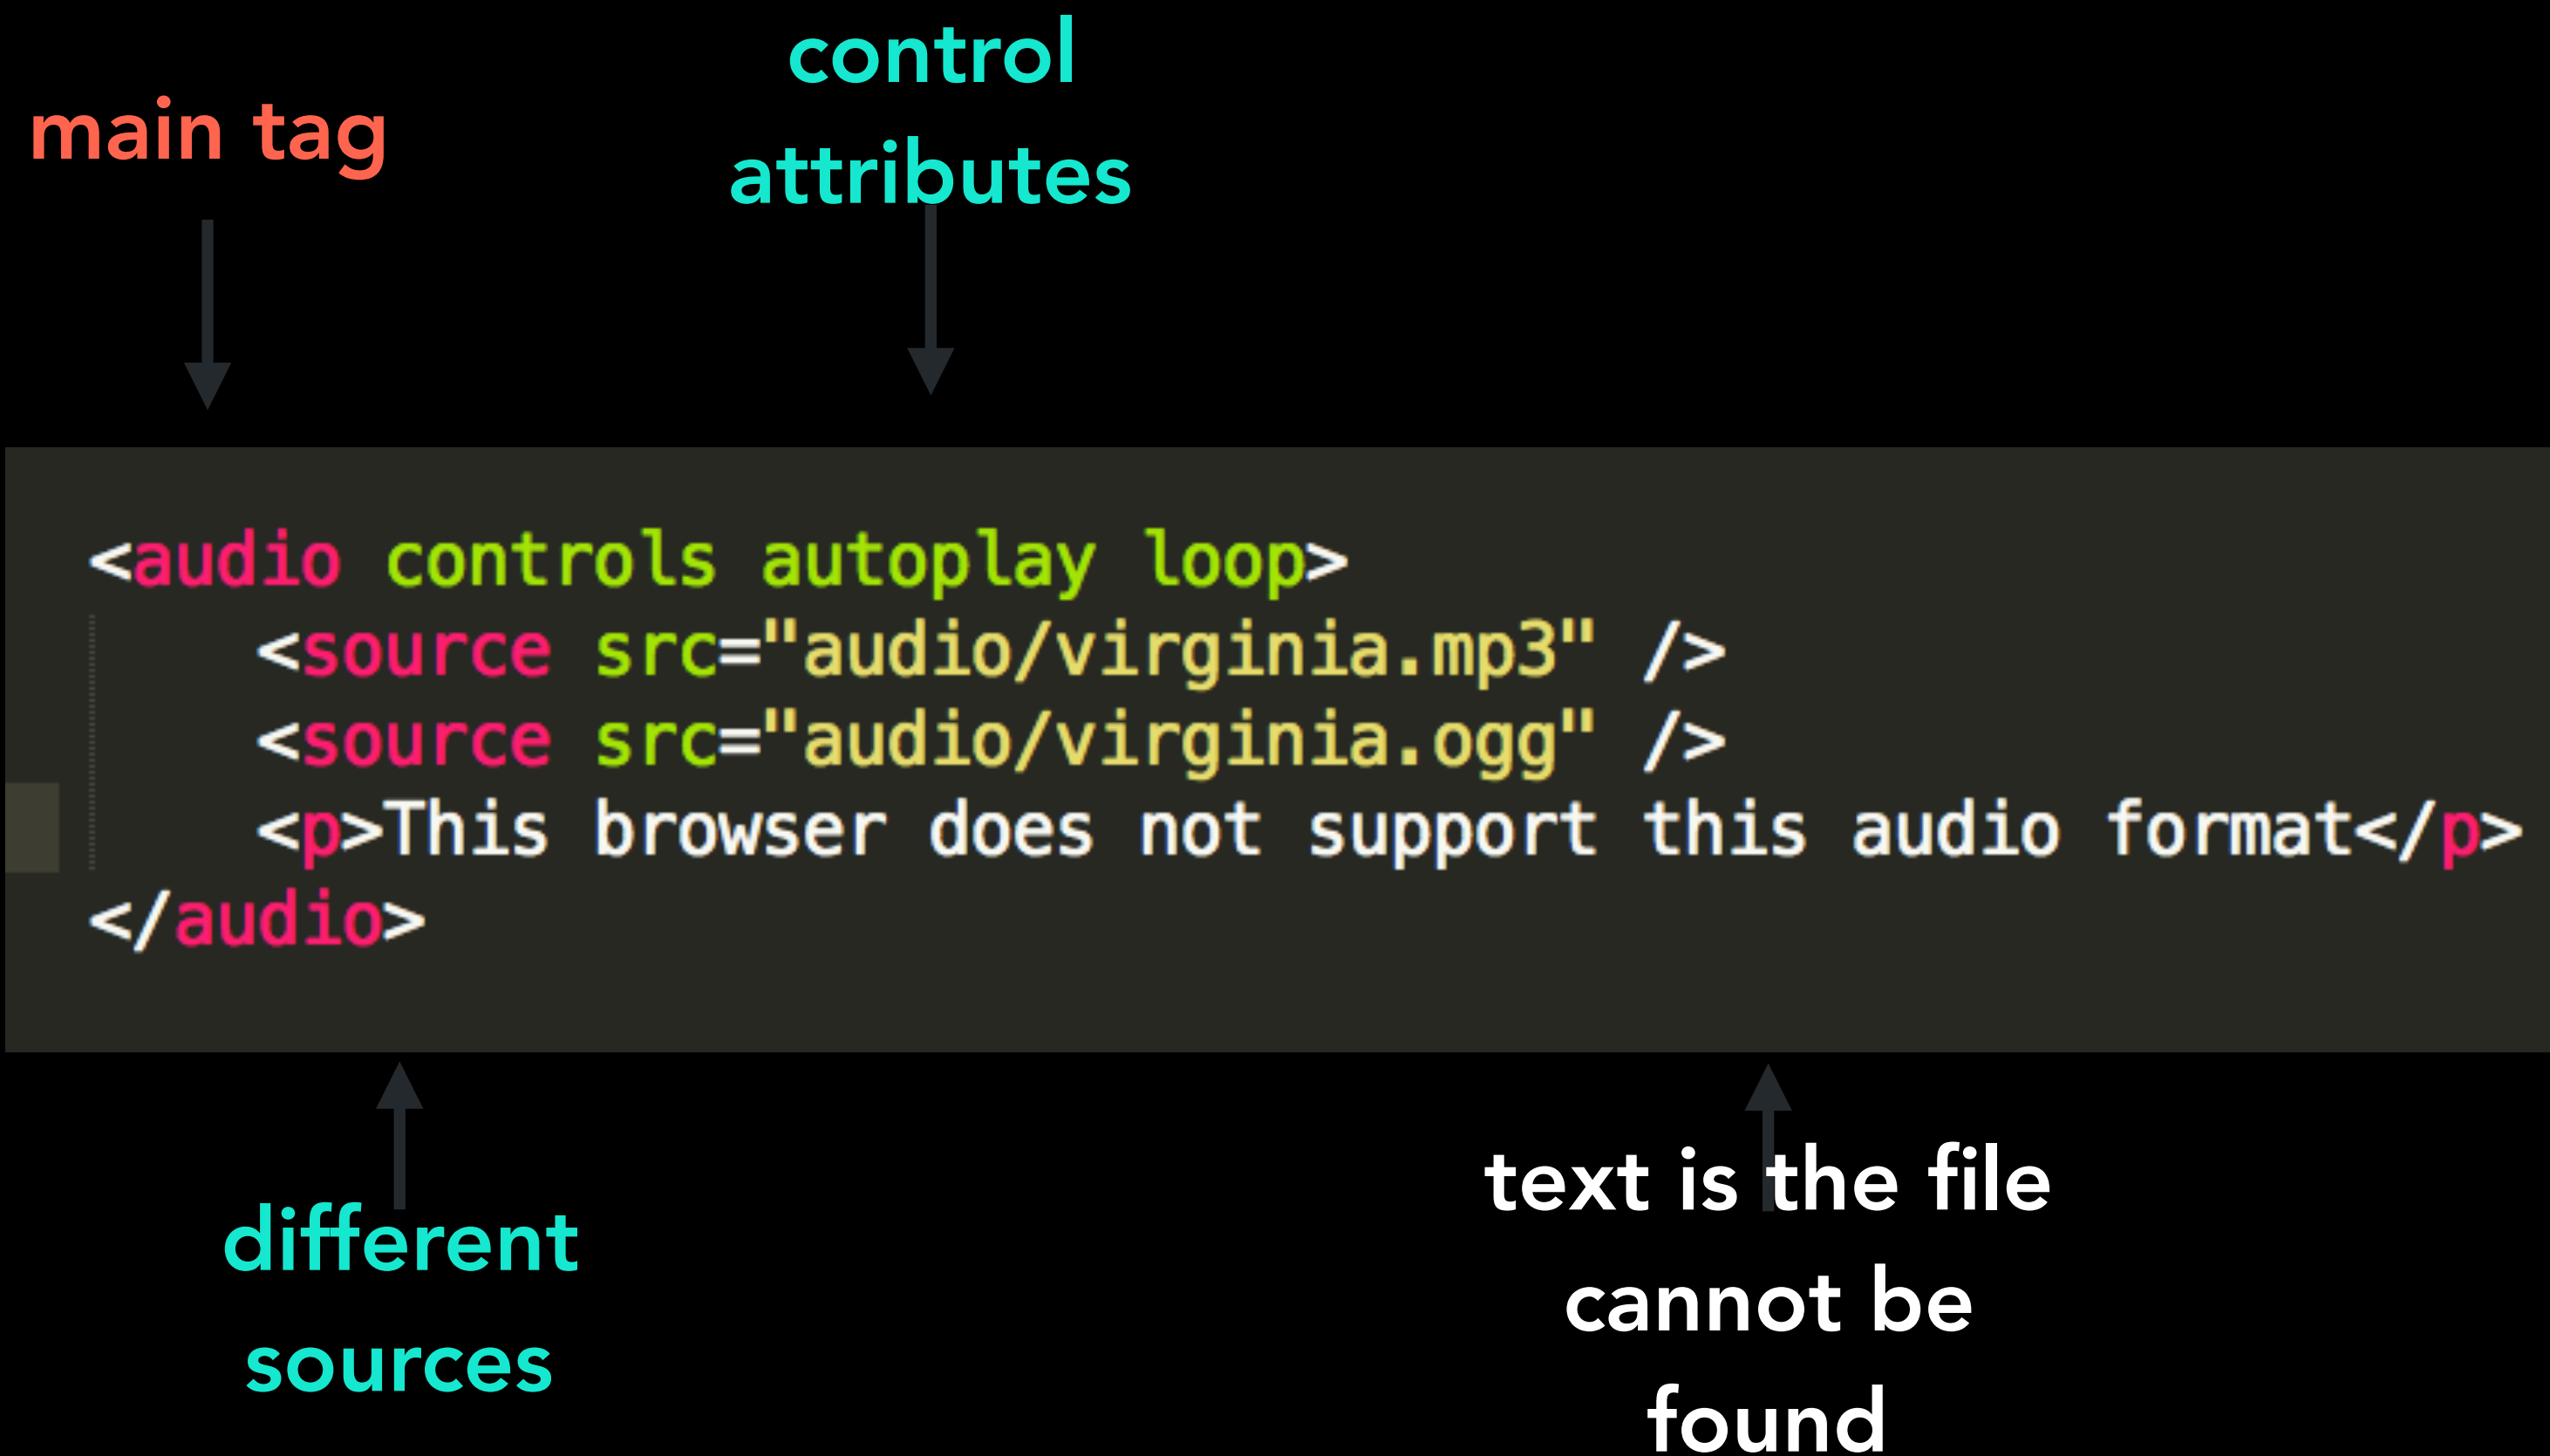 main tag
control
attributes
<audio controls autoplay loop>
<source src="audio/virginia.mp3" />
<source src="audio/virginia.ogg" />
<p>This browser does not support this audio format</p>
</audio>
different
sources
text is the file
cannot be
found